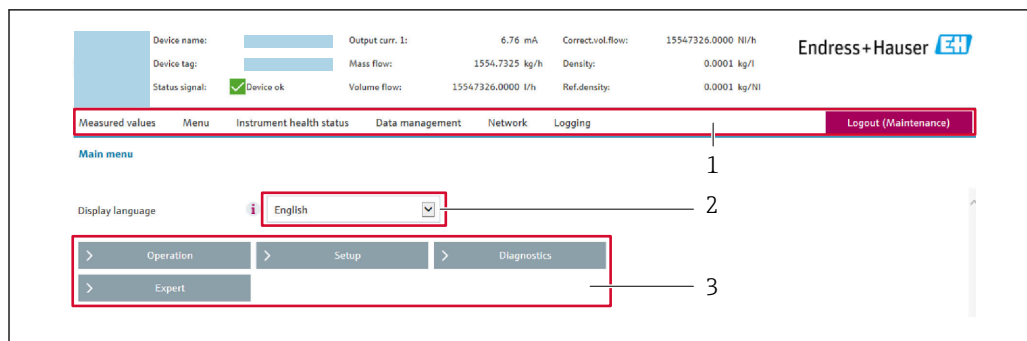 Device name: Output curr. 1: 6.76 mA Correct.vol.flow: 15547326.0000 Nl/h
Endress+Hauser EH
Device tag: Mass flow: 1554.7325 kg/h Density: 0.0001 kg/l
Status signal: Device ok Volume flow: 15547326.0000 l/h Ref.density: 0.0001 kg/Nl
Measured values Menu Instrument health status Data management Network Logging Logout (Maintenance)
1
Main menu
Display language i English 2
> Operation > Setup > Diagnostics
> Expert 3